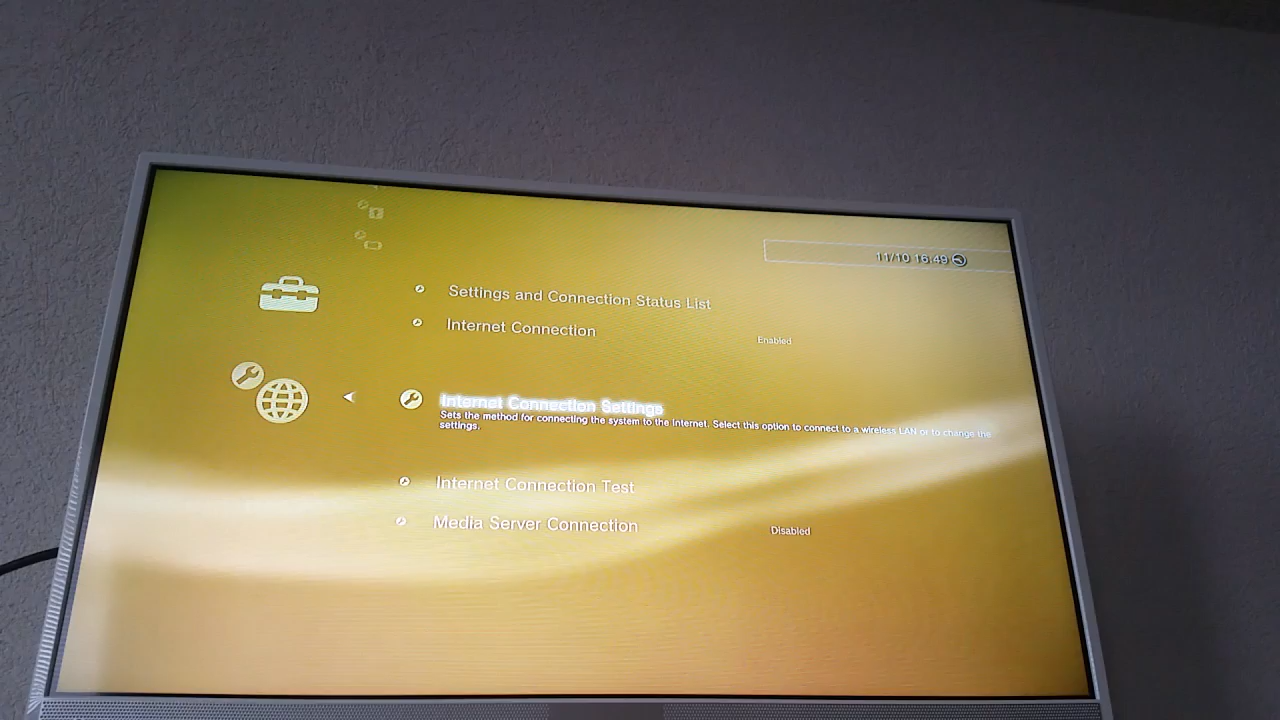 11/10 16:49
Settings and Connection Status List
Internet Connection Enabled
Internet Connection Settings
Sets the method for connecting the system to the Internet. Select this option to connect to a wireless LAN or to change the
settings.
Internet Connection Test
Media Server Connection Disabled